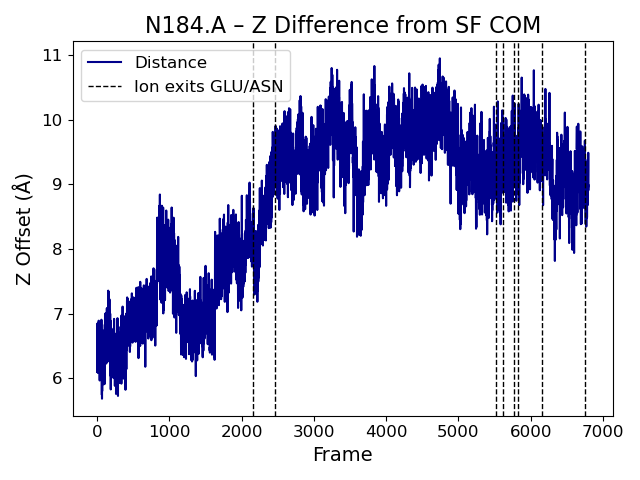 N184.A – Z Difference from SF COM
Distance
Ion exits GLU/ASN
Z Offset (Å)
11
10
9
8
7
6
0 1000 2000 3000 4000 5000 6000 7000
Frame